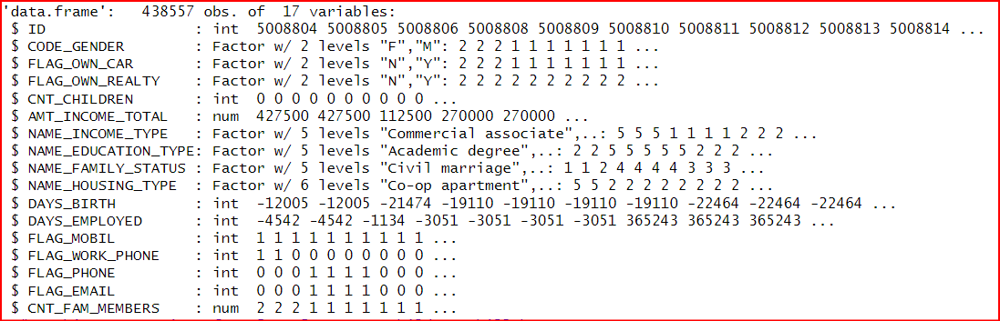 'data.frame':   438557 obs. of  17 variables:
 $ ID                 : int  5008804 5008805 5008806 5008808 5008809 5008810 5008811 5008812 5008813 5008814 ...
 $ CODE_GENDER        : Factor w/ 2 levels "F","M": 2 2 2 1 1 1 1 1 1 1 ...
 $ FLAG_OWN_CAR       : Factor w/ 2 levels "N","Y": 2 2 2 1 1 1 1 1 1 1 ...
 $ FLAG_OWN_REALTY    : Factor w/ 2 levels "N","Y": 2 2 2 2 2 2 2 2 2 2 ...
 $ CNT_CHILDREN       : int  0 0 0 0 0 0 0 0 0 0 ...
 $ AMT_INCOME_TOTAL   : num  427500 427500 112500 270000 270000 ...
 $ NAME_INCOME_TYPE   : Factor w/ 5 levels "Commercial associate",..: 5 5 5 1 1 1 1 2 2 2 ...
 $ NAME_EDUCATION_TYPE: Factor w/ 5 levels "Academic degree",..: 2 2 5 5 5 5 5 2 2 2 ...
 $ NAME_FAMILY_STATUS : Factor w/ 5 levels "Civil marriage",..: 1 1 2 4 4 4 4 3 3 3 ...
 $ NAME_HOUSING_TYPE  : Factor w/ 6 levels "Co-op apartment",..: 5 5 2 2 2 2 2 2 2 2 ...
 $ DAYS_BIRTH         : int  -12005 -12005 -21474 -19110 -19110 -19110 -19110 -22464 -22464 -22464 ...
 $ DAYS_EMPLOYED      : int  -4542 -4542 -1134 -3051 -3051 -3051 -3051 365243 365243 365243 ...
 $ FLAG_MOBIL         : int  1 1 1 1 1 1 1 1 1 1 ...
 $ FLAG_WORK_PHONE    : int  1 1 0 0 0 0 0 0 0 0 ...
 $ FLAG_PHONE         : int  0 0 0 1 1 1 1 0 0 0 ...
 $ FLAG_EMAIL         : int  0 0 0 1 1 1 1 0 0 0 ...
 $ CNT_FAM_MEMBERS    : num  2 2 2 1 1 1 1 1 1 1 ...